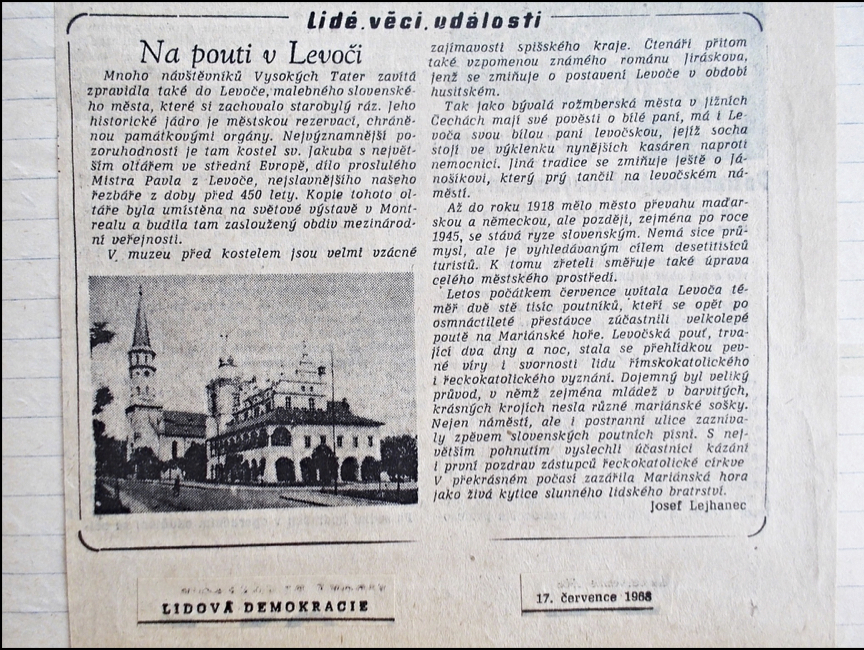 Lidé, věci, události
Na pouti v Levoči
Mnoho návštěvníků Vysokých Tater zavítá
zpravidla také do Levoče, malebného slovenské-
ho města, které si zachovalo starobylý ráz. Jeho
historické jádro je městskou rezervací, chráně-
nou památkovými orgány. Nejvýznamnější po-
zoruhodností je tam kostel sv. Jakuba s největ-
ším oltářem ve střední Evropě, dílo proslulého
Mistra Pavla z Levoče, nejslavnějšího našeho
řezbáře z doby před 450 lety. Kopie tohoto ol-
táře byla umístěna na světové výstavě v Mont-
realu a budila tam zasloužený obdiv mezinárod-
ní veřejnosti.
V muzeu před kostelem jsou velmi vzácné
zajímavosti spišského kraje. Čtenáři přitom
také vzpomenou známého románu Jiráskova,
jenž se zmiňuje o postavení Levoče v období
husitském.
Tak jako bývalá rožmberská města v jižních
Čechách mají své pověsti o bílé paní, má i Le-
voča svou bílou paní levočskou, jejíž socha
stojí ve výklenku nynějších kasáren naproti
nemocnici. Jiná tradice se zmiňuje ještě o Já-
nošíkovi, který prý tančil na levočském ná-
městí.
Až do roku 1918 mělo město převahu maďar-
skou a německou, ale později, zejména po roce
1945, se stává ryze slovenským. Nemá sice prů-
mysl, ale je vyhledávaným cílem desetitisíců
turistů. K tomu zřeteli směřuje také úprava
celého městského prostředí.
Letos počátkem července uvítala Levoča té-
měř dvě stě tisíc poutníků, kteří se opět po
osmnáctileté přestávce zúčastnili velkolepé
poutě na Mariánské hoře. Levočská pouť, trva-
jící dva dny a noc, stala se přehlídkou pev-
né víry i svornosti lidu římskokatolického
i řeckokatolického vyznání. Dojemný byl veliký
průvod, v němž zejména mládež v barvitých,
krásných krojích nesla různé mariánské sošky.
Nejen náměstí, ale i postranní ulice zazníva-
ly zpěvem slovenských poutních písní. S nej-
větším pohnutím vyslechli účastníci kázání
i první pozdrav zástupců řeckokatolické církve
V překrásném počasí zazářila Mariánská hora
jako živá kytice slunného lidského bratrství.
Josef Lejhanec
LIDOVÁ DEMOKRACIE
17. července 1968